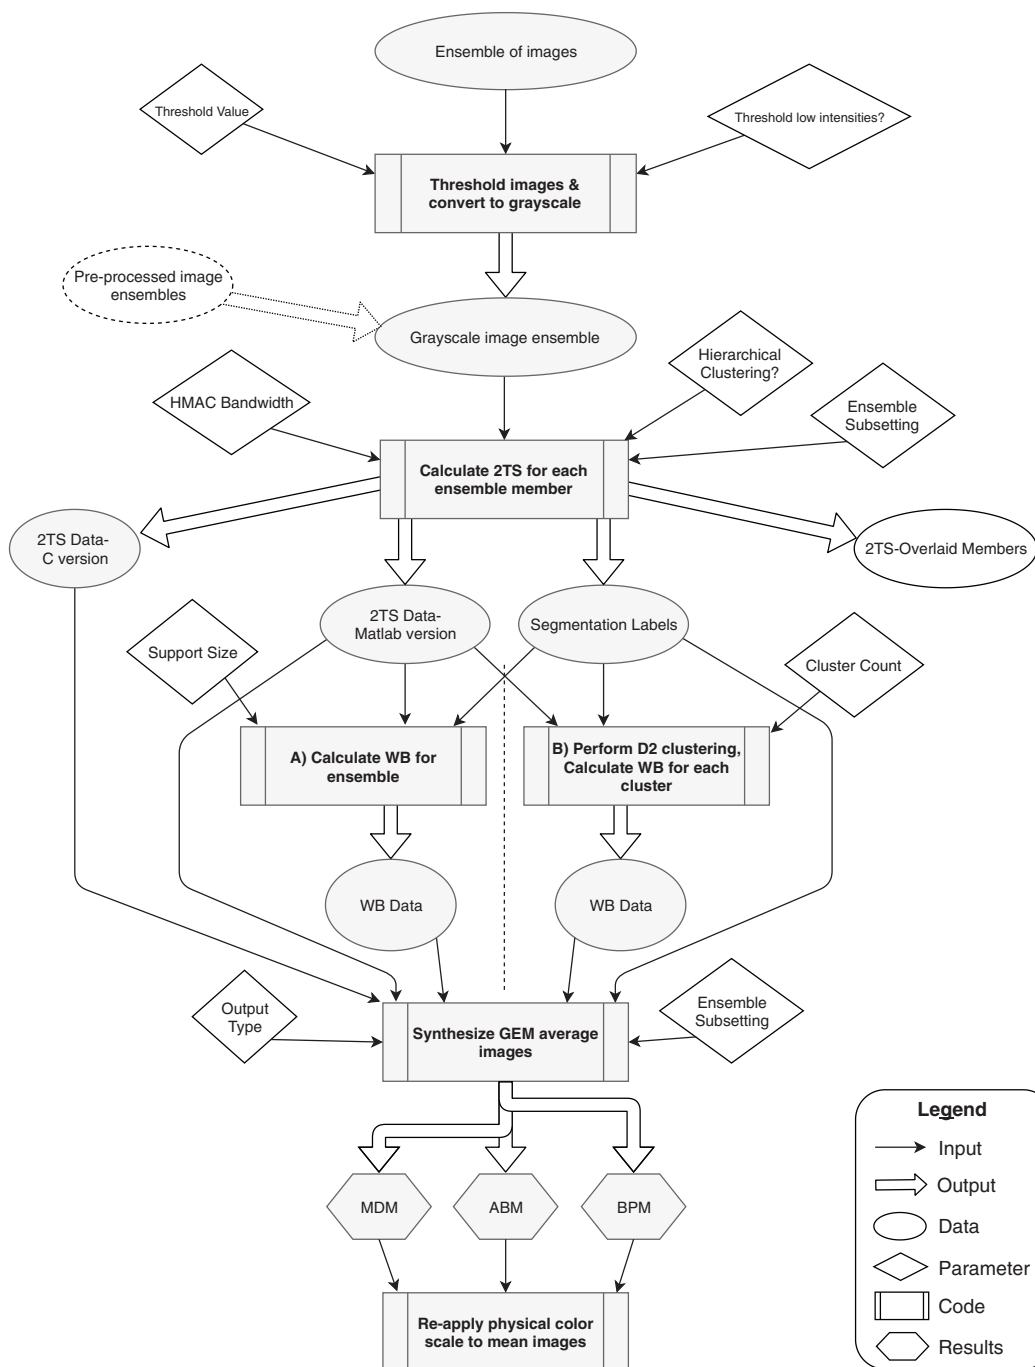 Ensemble of images
Threshold Value
Threshold low intensities?
Threshold images &
convert to grayscale
Pre-processed image
ensembles
Grayscale image ensemble
Hierarchical
Clustering?
HMAC Bandwidth
Ensemble
Subsetting
Calculate 2TS for each
ensemble member
2TS Data-
C version
2TS-Overlaid Members
2TS Data-
Matlab version
Segmentation Labels
Support Size
Cluster Count
A) Calculate WB for
ensemble
B) Perform D2 clustering,
Calculate WB for each
cluster
WB Data
WB Data
Output
Type
Ensemble
Subsetting
Synthesize GEM average
images
MDM
ABM
BPM
Re-apply physical color
scale to mean images
Legend
Input
Output
Data
Parameter
Code
Results